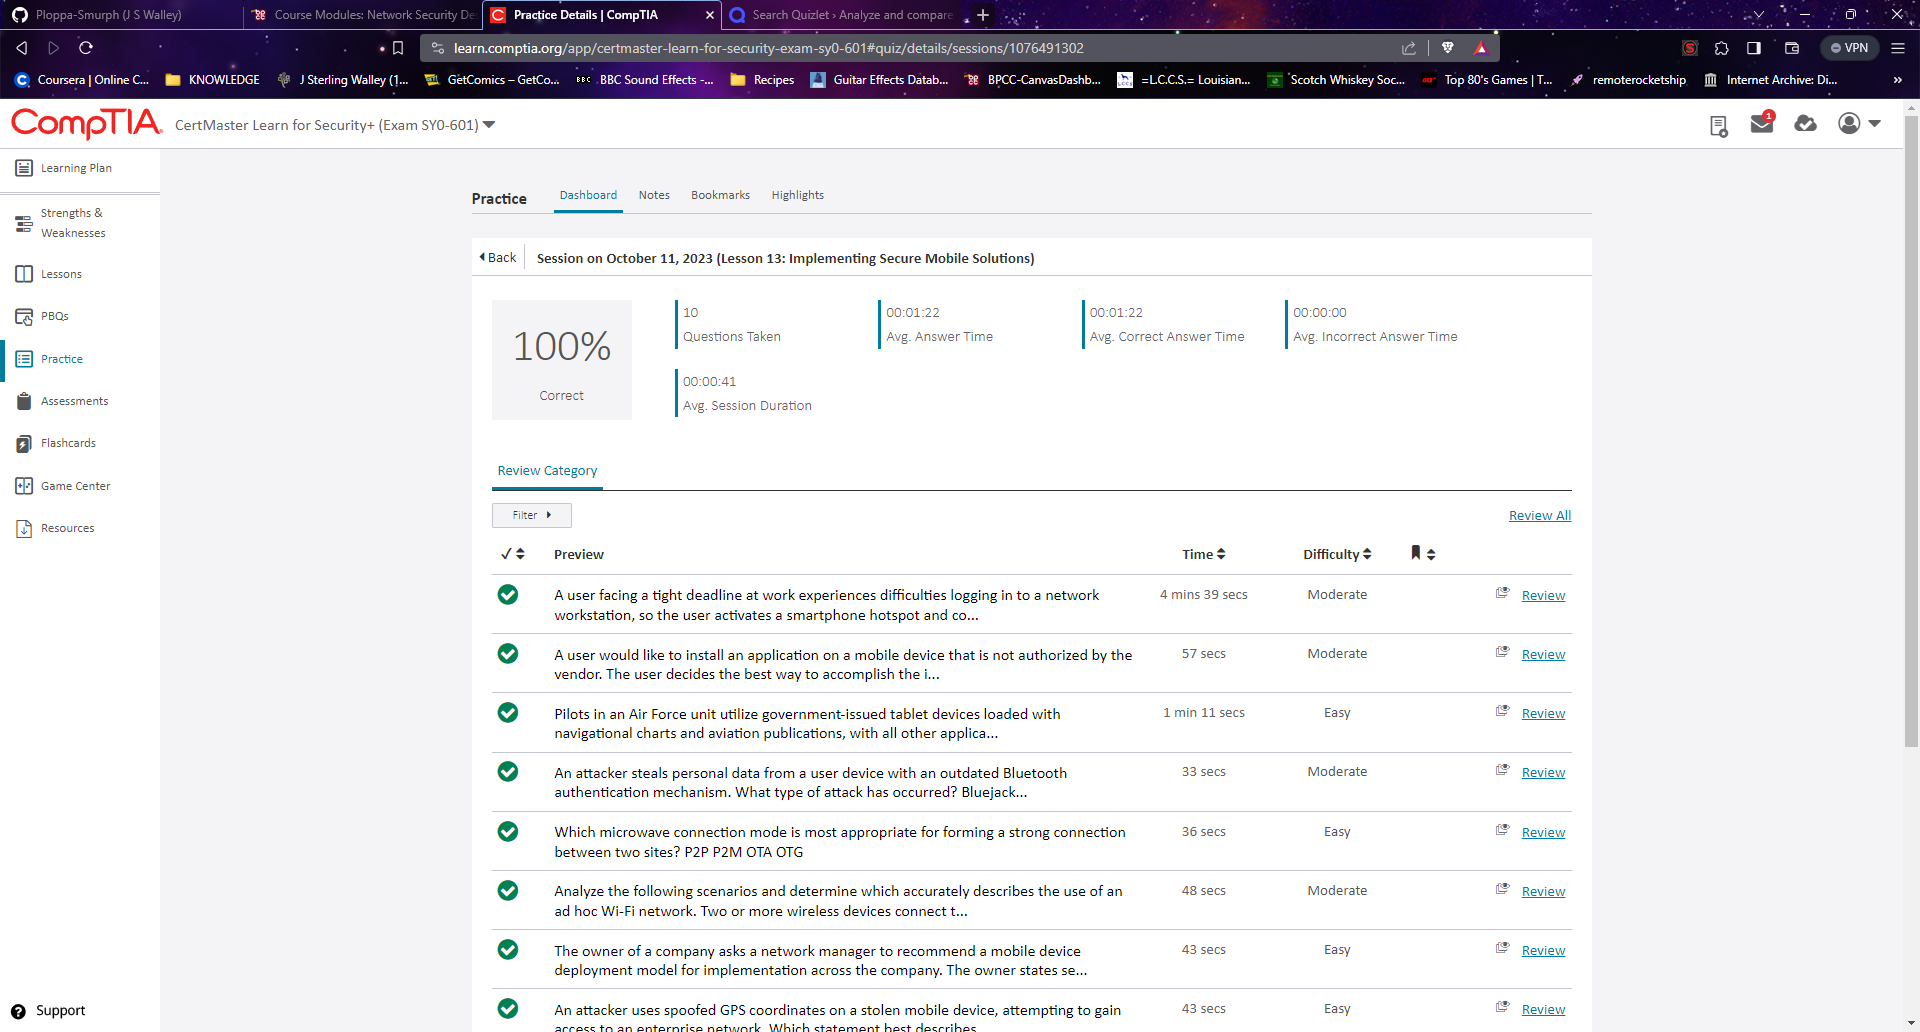 Ploppa-Smurph (J S Walley)
Course Modules: Network Security De
Practice Details | CompTIA
Search Quizlet › Analyze and compare
learn.comptia.org/app/certmaster-learn-for-security-exam-sy0-601#quiz/details/sessions/1076491302
VPN
Coursera | Online C...
KNOWLEDGE
J Sterling Walley (1...
GetComics – GetCo...
BBC
BBC Sound Effects -...
Recipes
Guitar Effects Datab...
BPCC-CanvasDashb...
=L.C.C.S.= Louisian...
Scotch Whiskey Soc...
Top 80's Games | T...
remoterocketship
Internet Archive: Di...
»
CompTIA.
CertMaster Learn for Security+ (Exam SY0-601)
1
Learning Plan
Strengths &
Weaknesses
Lessons
PBQs
Practice
Assessments
Flashcards
Game Center
Resources
Support
Practice
Dashboard
Notes
Bookmarks
Highlights
Back
Session on October 11, 2023 (Lesson 13: Implementing Secure Mobile Solutions)
100%
Correct
10
Questions Taken
00:01:22
Avg. Answer Time
00:01:22
Avg. Correct Answer Time
00:00:00
Avg. Incorrect Answer Time
00:00:41
Avg. Session Duration
Review Category
Filter
Review All
Preview
Time
Difficulty
A user facing a tight deadline at work experiences difficulties logging in to a network
workstation, so the user activates a smartphone hotspot and co...
4 mins 39 secs
Moderate
Review
A user would like to install an application on a mobile device that is not authorized by the
vendor. The user decides the best way to accomplish the i...
57 secs
Moderate
Review
Pilots in an Air Force unit utilize government-issued tablet devices loaded with
navigational charts and aviation publications, with all other applica...
1 min 11 secs
Easy
Review
An attacker steals personal data from a user device with an outdated Bluetooth
authentication mechanism. What type of attack has occurred? Bluejack...
33 secs
Moderate
Review
Which microwave connection mode is most appropriate for forming a strong connection
between two sites? P2P P2M OTA OTG
36 secs
Easy
Review
Analyze the following scenarios and determine which accurately describes the use of an
ad hoc Wi-Fi network. Two or more wireless devices connect t...
48 secs
Moderate
Review
The owner of a company asks a network manager to recommend a mobile device
deployment model for implementation across the company. The owner states se...
43 secs
Easy
Review
An attacker uses spoofed GPS coordinates on a stolen mobile device, attempting to gain
access to an enterprise network. Which statement best describes
43 secs
Easy
Review